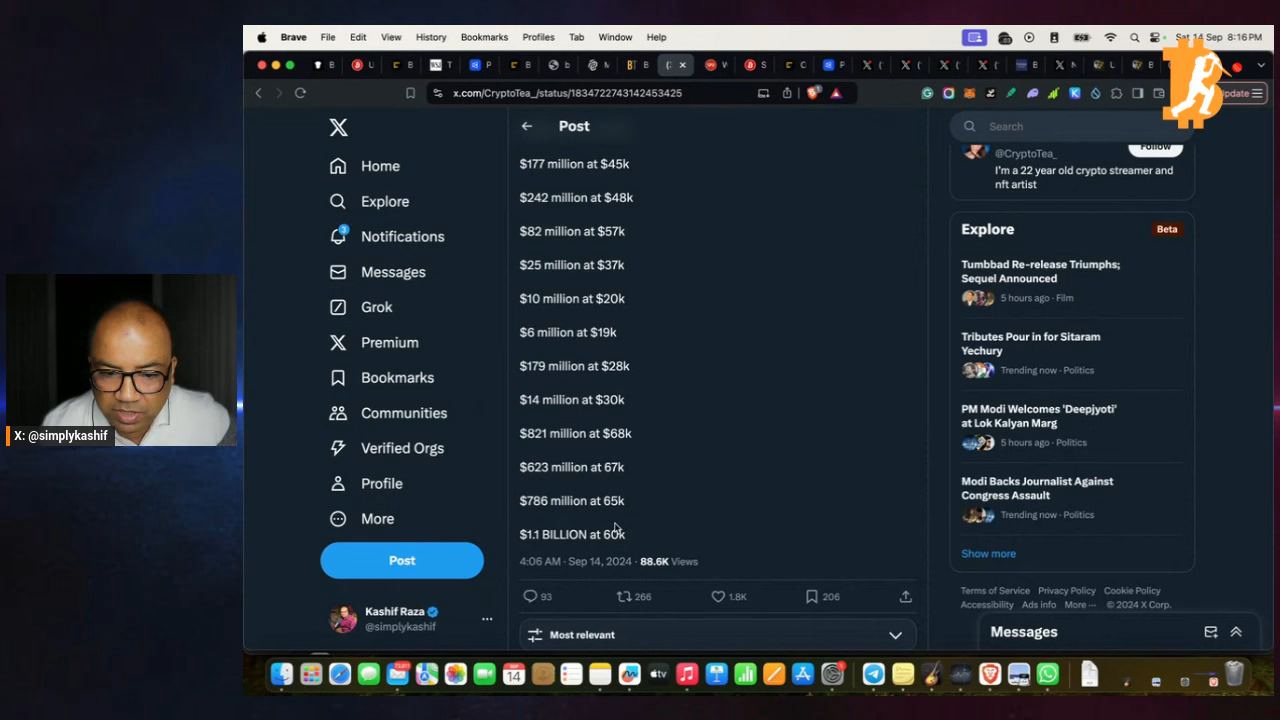 Brave File Edit View History Bookmarks Profiles Tab Window Help
Sat 14 Sep 8:16PM
x.com/CryptoTea_/status/1834722743142453425
Update
Home
Explore
Notifications
3
Messages
Grok
Premium
Bookmarks
Communities
Verified Orgs
Profile
More
Post
Kashif Raza
@simplykashif
Post
$177 million at $45k
$242 million at $48k
$82 million at $57k
$25 million at $37k
$10 million at $20k
$6 million at $19k
$179 million at $28k
$14 million at $30k
$821 million at $68k
$623 million at 67k
$786 million at 65k
$1.1 BILLION at 60k
4:06 AM · Sep 14, 2024 · 88.6K Views
93 266 1.8K 206
Most relevant
Search
@CryptoTea_
Follow
I'm a 22 year old crypto streamer and
nft artist
Explore
Beta
Tumbbad Re-release Triumphs;
Sequel Announced
5 hours ago · Film
Tributes Pour in for Sitaram
Yechury
Trending now · Politics
PM Modi Welcomes 'Deepjyoti'
at Lok Kalyan Marg
5 hours ago · Politics
Modi Backs Journalist Against
Congress Assault
Trending now · Politics
Show more
Terms of Service Privacy Policy Cookie Policy
Accessibility Ads info More ··· © 2024 X Corp.
Messages
X: @simplykashif